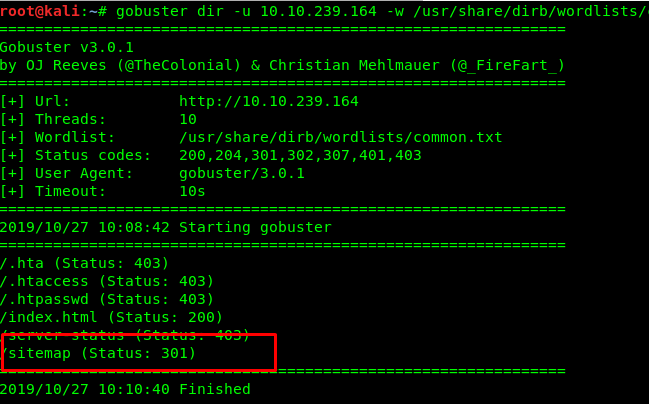 root@kali:~# gobuster dir -u 10.10.239.164 -w /usr/share/dirb/wordlists/
===============================================================
Gobuster v3.0.1
by OJ Reeves (@TheColonial) & Christian Mehlmauer (@_FireFart_)
===============================================================
[+] Url:            http://10.10.239.164
[+] Threads:        10
[+] Wordlist:       /usr/share/dirb/wordlists/common.txt
[+] Status codes:   200,204,301,302,307,401,403
[+] User Agent:     gobuster/3.0.1
[+] Timeout:        10s
===============================================================
2019/10/27 10:08:42 Starting gobuster
===============================================================
/.hta (Status: 403)
/.htaccess (Status: 403)
/.htpasswd (Status: 403)
/index.html (Status: 200)
/server-status (Status: 403)
/sitemap (Status: 301)
===============================================================
2019/10/27 10:10:40 Finished